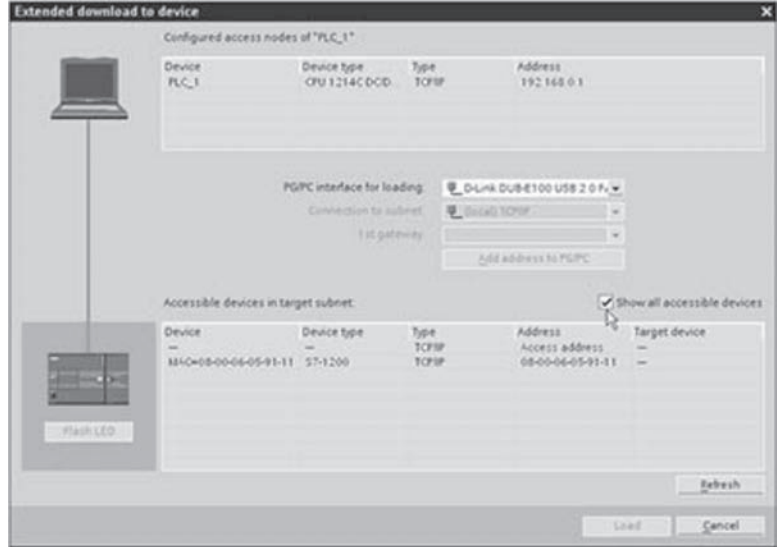 Extended download to device
Configured access nodes of "PLC_1"
Device Device type Type Address
PLC_1 CPU 1214C DC/D... TCP/IP 192.168.0.1
PG/PC interface for loading:
D-Link DUB-E100 USB 2.0 Fa
Connection to subnet:
(local) TCP/IP
1st gateway:
Add address to PG/PC
Accessible devices in target subnet:
Show all accessible devices
Device Device type Type Address Target device
— — TCP/IP Access address —
MAC=08-00-06-05-91-11 S7-1200 TCP/IP 08-00-06-05-91-11 —
Flash LED
Refresh
Load Cancel